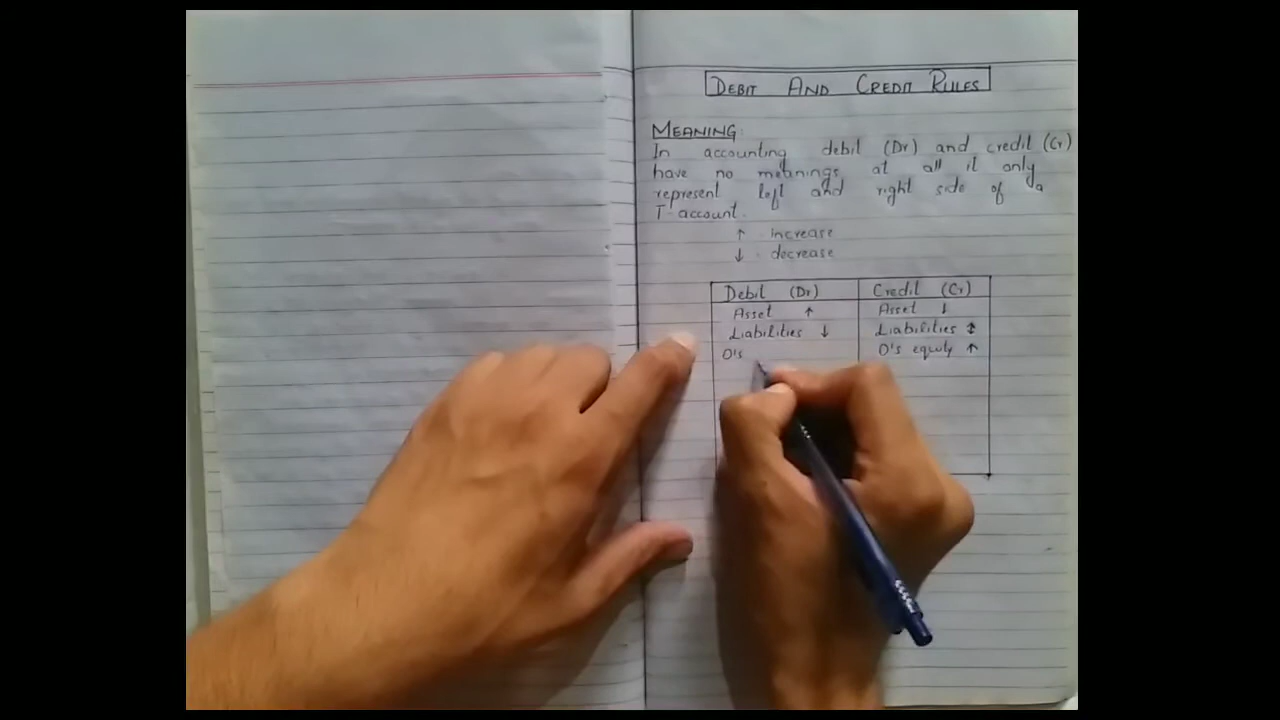 DEBIT AND CREDIT RULES
MEANING:
In accounting debit (Dr) and credit (Cr)
have no meanings at all it only
represent left and right side of a
T-account.
↑ increase
↓ decrease
Debit (Dr) Credit (Cr)
Asset ↑ Asset ↓
Liabilities ↓ Liabilities ↕
O's O's equity ↑